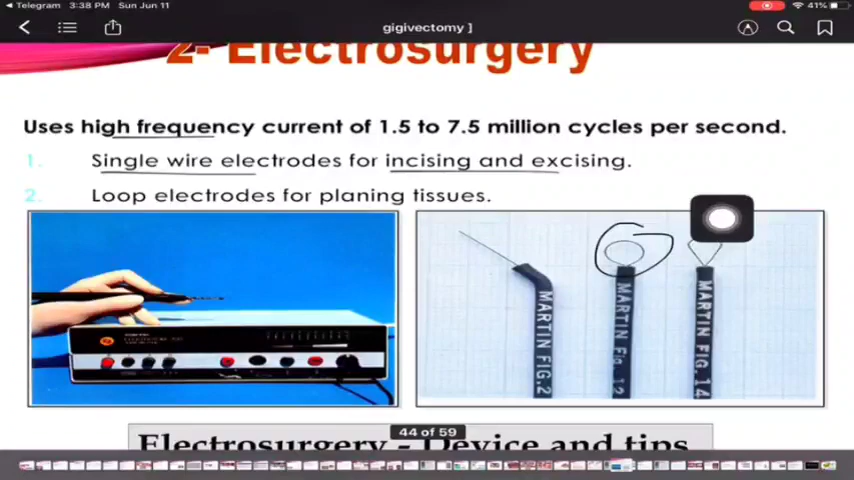 Telegram 3:38 PM Sun Jun 11 41%
gigivectomy ]
2- Electrosurgery
Uses high frequency current of 1.5 to 7.5 million cycles per second.
1. Single wire electrodes for incising and excising.
2. Loop electrodes for planing tissues.
MARTIN FIG.2
MARTIN Fig. 12
MARTIN FIG. 14
44 of 59
Electrosurgery - Device and tips